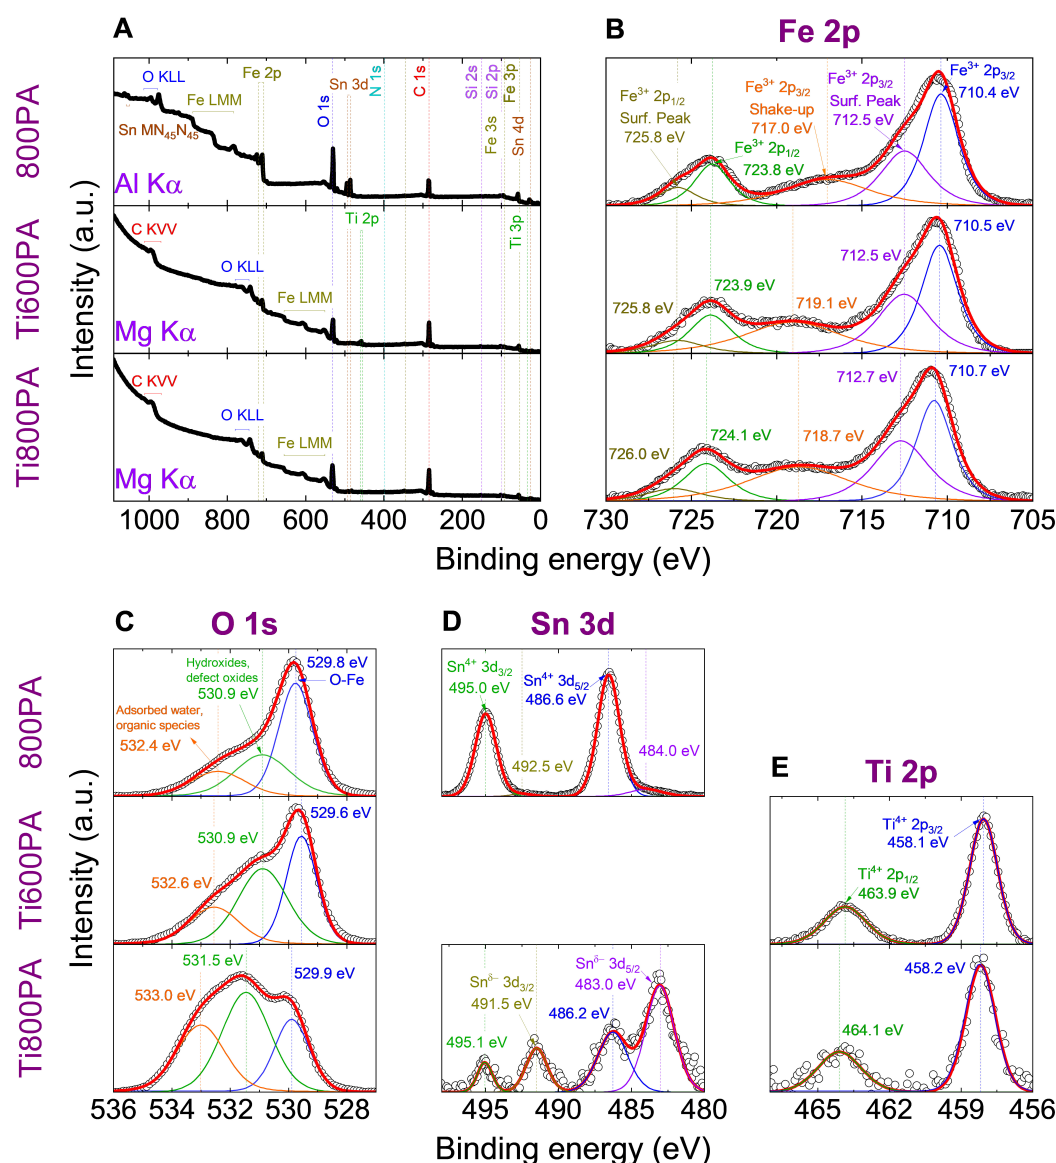 A
B
Fe 2p
800PA
Ti600PA
Ti800PA
Intensity (a.u.)
O KLL
Fe LMM
Sn MN₄₅N₄₅
Fe 2p
O 1s
Sn 3d
N 1s
C 1s
Si 2s
Si 2p
Fe 3s
Fe 3p
Sn 4d
Al Kα
C KVV
O KLL
Fe LMM
Ti 2p
Ti 3p
Mg Kα
C KVV
O KLL
Fe LMM
Mg Kα
1000 800 600 400 200 0
Fe³⁺ 2p₁/₂
Surf. Peak
725.8 eV
Fe³⁺ 2p₁/₂
723.8 eV
Fe³⁺ 2p₃/₂
Shake-up
717.0 eV
Fe³⁺ 2p₃/₂
Surf. Peak
712.5 eV
Fe³⁺ 2p₃/₂
710.4 eV
725.8 eV
723.9 eV
719.1 eV
712.5 eV
710.5 eV
726.0 eV
724.1 eV
718.7 eV
712.7 eV
710.7 eV
730 725 720 715 710 705
Binding energy (eV)
C
O 1s
D
Sn 3d
800PA
Ti600PA
Ti800PA
Intensity (a.u.)
Adsorbed water,
organic species
532.4 eV
Hydroxides,
defect oxides
530.9 eV
529.8 eV
O-Fe
532.6 eV
530.9 eV
529.6 eV
533.0 eV
531.5 eV
529.9 eV
536 534 532 530 528
Sn⁴⁺ 3d₃/₂
495.0 eV
Sn⁴⁺ 3d₅/₂
486.6 eV
492.5 eV
484.0 eV
495.1 eV
Snᵟ⁻ 3d₃/₂
491.5 eV
486.2 eV
Snᵟ⁻ 3d₅/₂
483.0 eV
495 490 485 480
E
Ti 2p
Ti⁴⁺ 2p₃/₂
458.1 eV
Ti⁴⁺ 2p₁/₂
463.9 eV
464.1 eV
458.2 eV
465 462 459 456
Binding energy (eV)